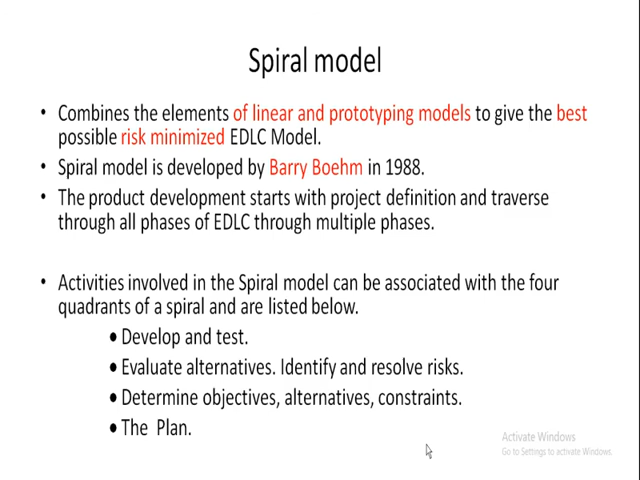 Spiral model
• Combines the elements of linear and prototyping models to give the best
possible risk minimized EDLC Model.
• Spiral model is developed by Barry Boehm in 1988.
• The product development starts with project definition and traverse
through all phases of EDLC through multiple phases.
• Activities involved in the Spiral model can be associated with the four
quadrants of a spiral and are listed below.
• Develop and test.
• Evaluate alternatives. Identify and resolve risks.
• Determine objectives, alternatives, constraints.
• The Plan.
Activate Windows
Go to Settings to activate Windows.